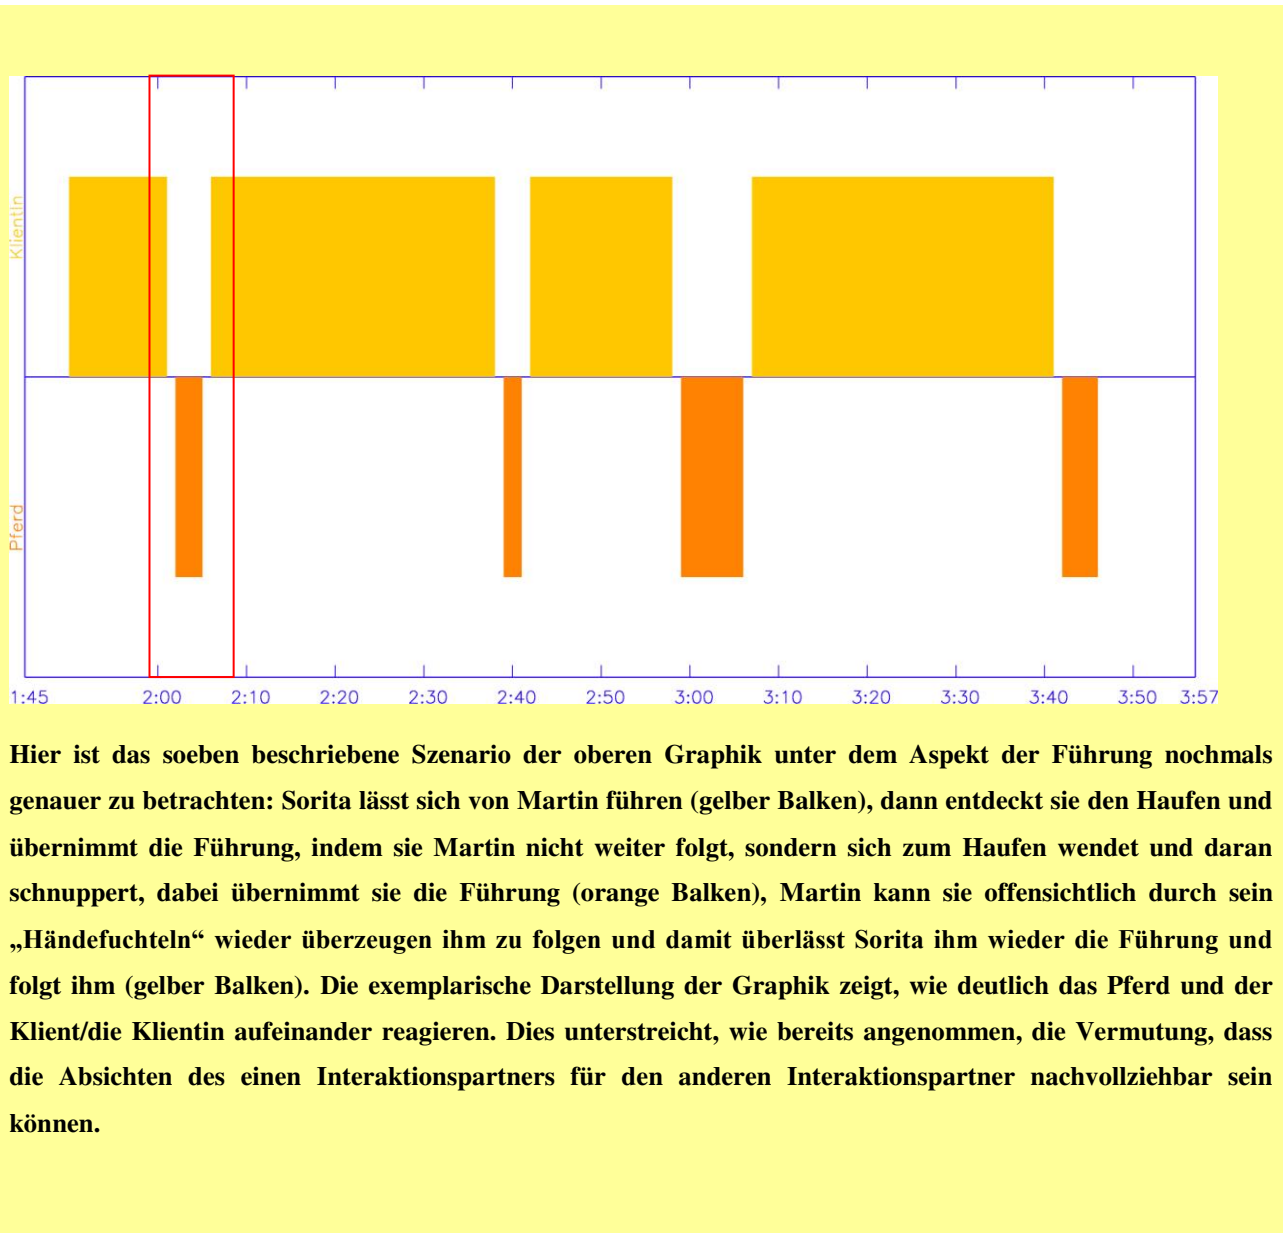 KlientIn
Pferd
1:45 2:00 2:10 2:20 2:30 2:40 2:50 3:00 3:10 3:20 3:30 3:40 3:50 3:57
Hier ist das soeben beschriebene Szenario der oberen Graphik unter dem Aspekt der Führung nochmals
genauer zu betrachten: Sorita lässt sich von Martin führen (gelber Balken), dann entdeckt sie den Haufen und
übernimmt die Führung, indem sie Martin nicht weiter folgt, sondern sich zum Haufen wendet und daran
schnuppert, dabei übernimmt sie die Führung (orange Balken), Martin kann sie offensichtlich durch sein
„Händefuchteln“ wieder überzeugen ihm zu folgen und damit überlässt Sorita ihm wieder die Führung und
folgt ihm (gelber Balken). Die exemplarische Darstellung der Graphik zeigt, wie deutlich das Pferd und der
Klient/die Klientin aufeinander reagieren. Dies unterstreicht, wie bereits angenommen, die Vermutung, dass
die Absichten des einen Interaktionspartners für den anderen Interaktionspartner nachvollziehbar sein
können.